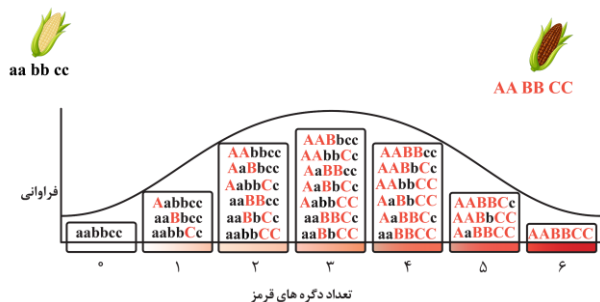 aa bb cc
AA BB CC
فراوانی
aabbcc
Aabbcc
aaBbcc
aabbCc
AAbbcc
AaBbcc
AabbCc
aaBBcc
aaBbCc
aabbCC
AABbcc
AAbbCc
AaBBcc
AaBbCc
AabbCC
aaBBCc
aaBbCC
AABBcc
AABbCc
AAbbCC
AaBbCC
AaBBCc
aaBBCC
AABBCc
AABbCC
AaBBCC
AABBCC
۰ ۱ ۲ ۳ ۴ ۵ ۶
تعداد دگره های قرمز